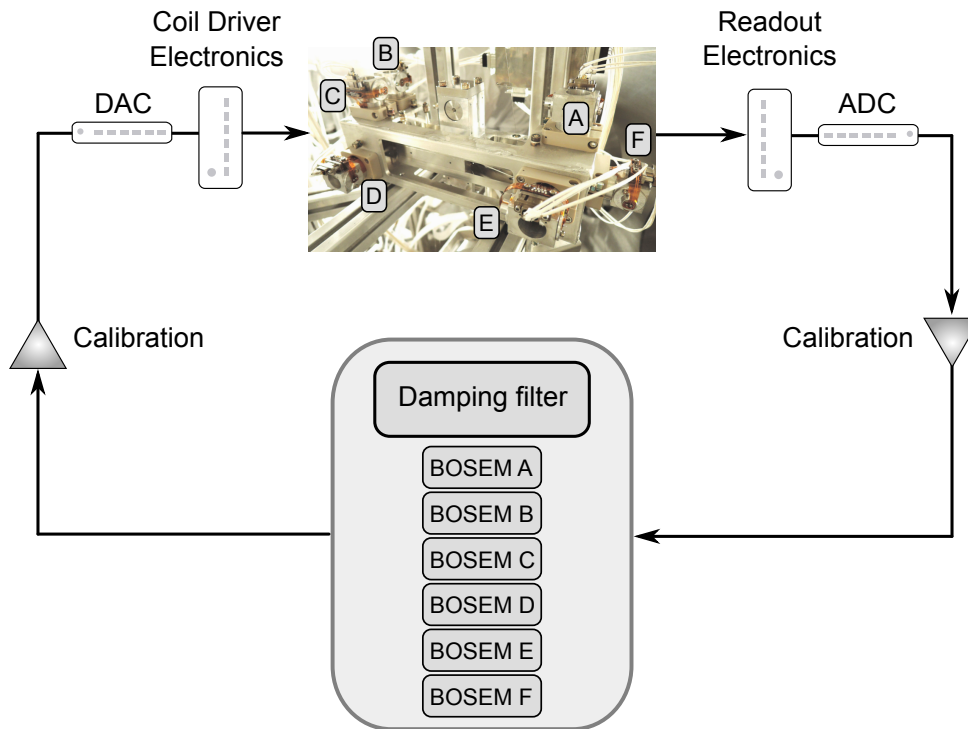 Coil Driver
Electronics
Readout
Electronics
DAC
ADC
B
C
A
F
D
E
Calibration
Calibration
Damping filter
BOSEM A
BOSEM B
BOSEM C
BOSEM D
BOSEM E
BOSEM F